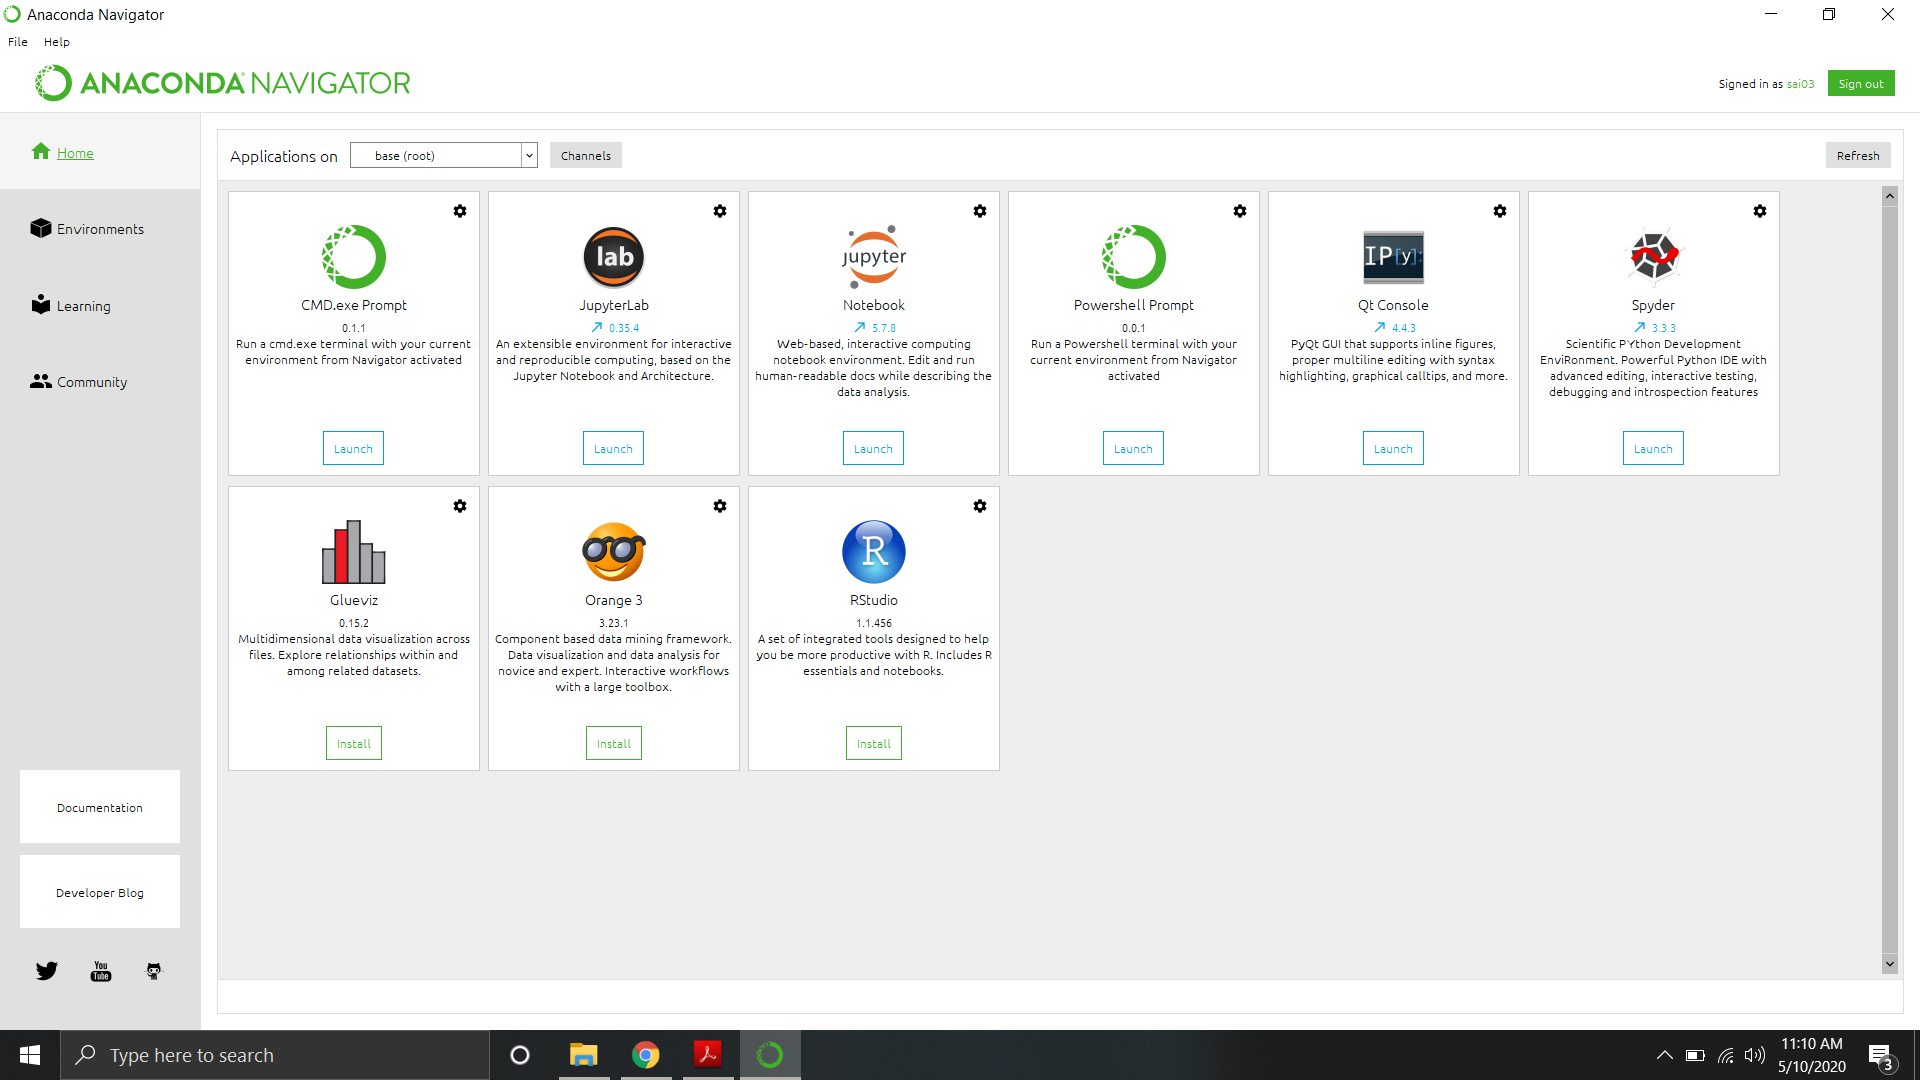 Anaconda Navigator
File Help
ANACONDA NAVIGATOR
Signed in as sai03 Sign out
Home
Environments
Learning
Community
Documentation
Developer Blog
You
Tube
Applications on base (root) Channels Refresh
CMD.exe Prompt
0.1.1
Run a cmd.exe terminal with your current
environment from Navigator activated
Launch
lab
JupyterLab
0.35.4
An extensible environment for interactive
and reproducible computing, based on the
Jupyter Notebook and Architecture.
Launch
jupyter
Notebook
5.7.8
Web-based, interactive computing
notebook environment. Edit and run
human-readable docs while describing the
data analysis.
Launch
Powershell Prompt
0.0.1
Run a Powershell terminal with your
current environment from Navigator
activated
Launch
IP[y]:
Qt Console
4.4.3
PyQt GUI that supports inline figures,
proper multiline editing with syntax
highlighting, graphical calltips, and more.
Launch
Spyder
3.3.3
Scientific PYthon Development
EnviRonment. Powerful Python IDE with
advanced editing, interactive testing,
debugging and introspection features
Launch
Glueviz
0.15.2
Multidimensional data visualization across
files. Explore relationships within and
among related datasets.
Install
Orange 3
3.23.1
Component based data mining framework.
Data visualization and data analysis for
novice and expert. Interactive workflows
with a large toolbox.
Install
R
RStudio
1.1.456
A set of integrated tools designed to help
you be more productive with R. Includes R
essentials and notebooks.
Install
Type here to search
11:10 AM
5/10/2020
3